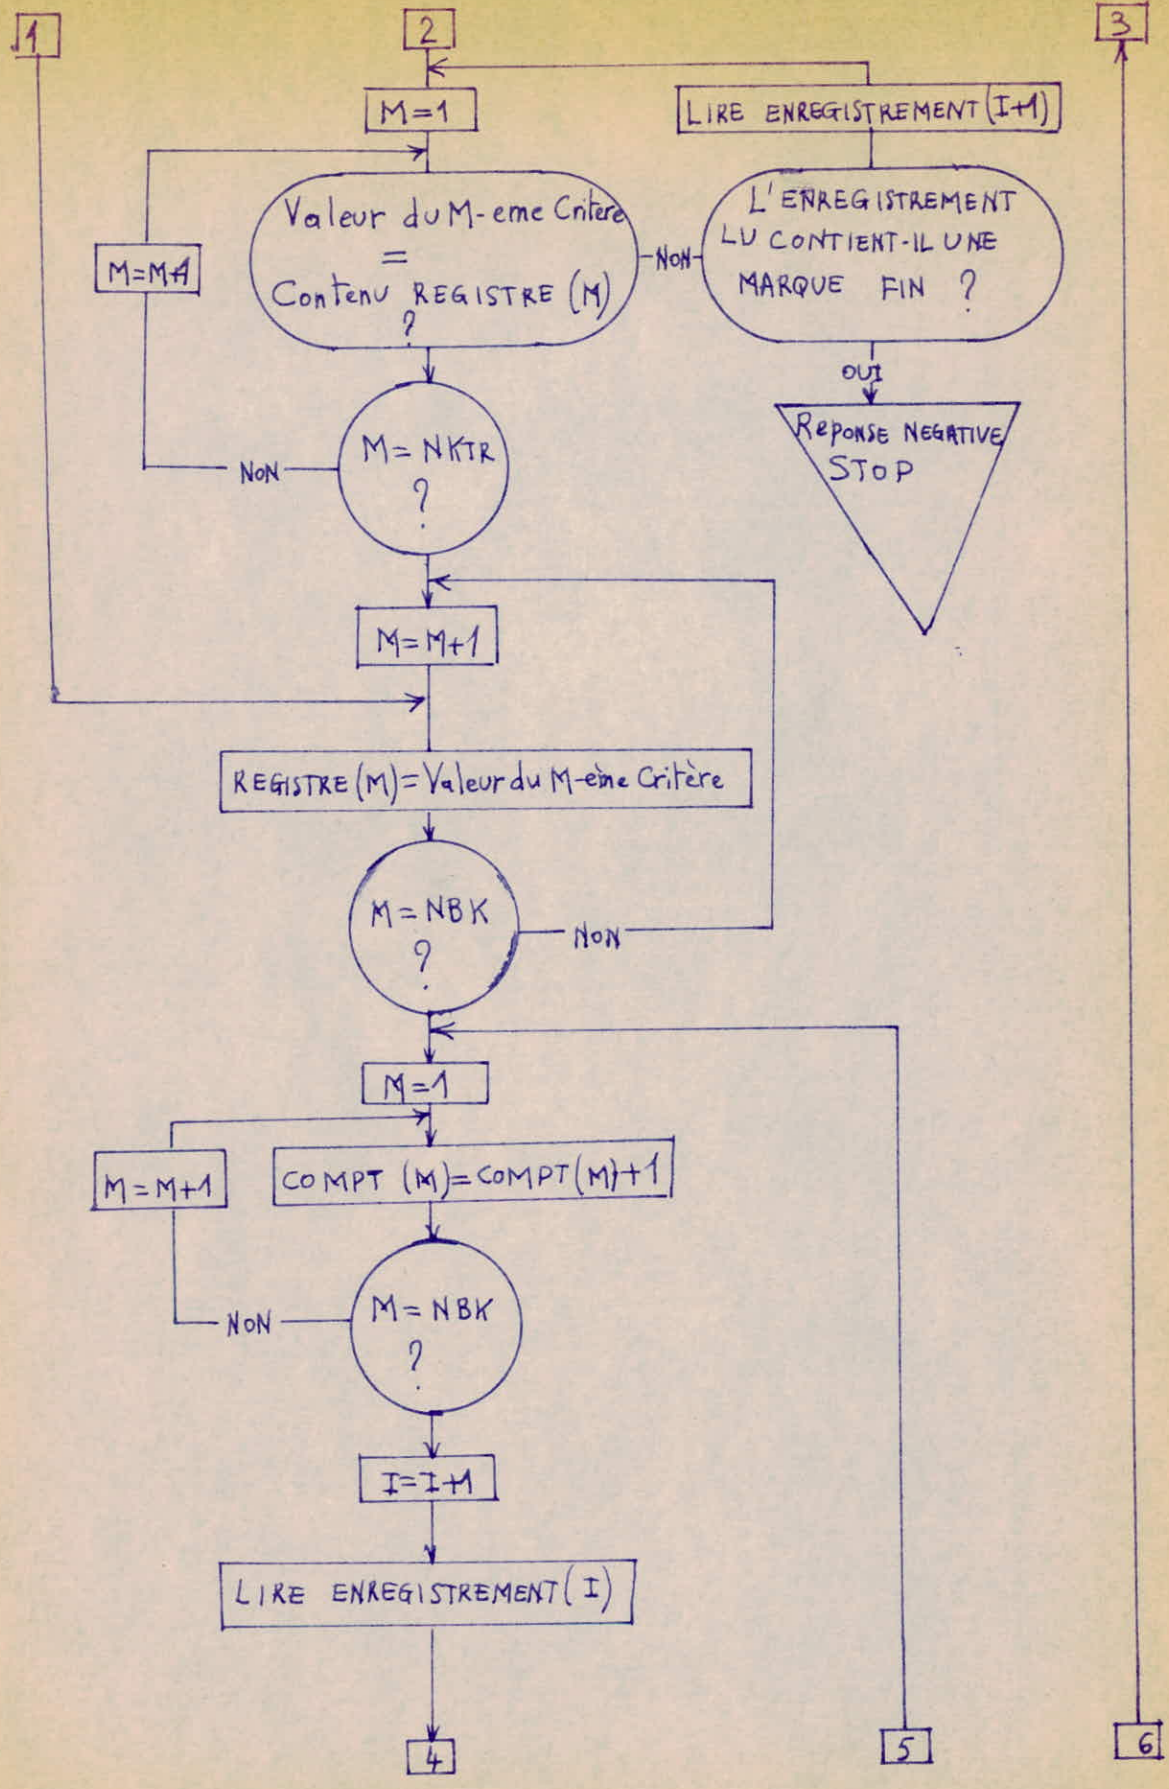 1
2
3
M=1
LIRE ENREGISTREMENT (I+1)
Valeur du M-eme Critere
=
Contenu REGISTRE (M)
?
NON
L'ENREGISTREMENT
LU CONTIENT-IL UNE
MARQUE FIN ?
M=M+1
OUI
REPONSE NEGATIVE
STOP
M=NKTR
?
NON
M=M+1
REGISTRE(M)=Valeur du M-ème Critère
M=NBK
?
NON
M=1
M=M+1
COMPT (M)=COMPT(M)+1
M=NBK
?
NON
I=I+1
LIRE ENREGISTREMENT(I)
4
5
6